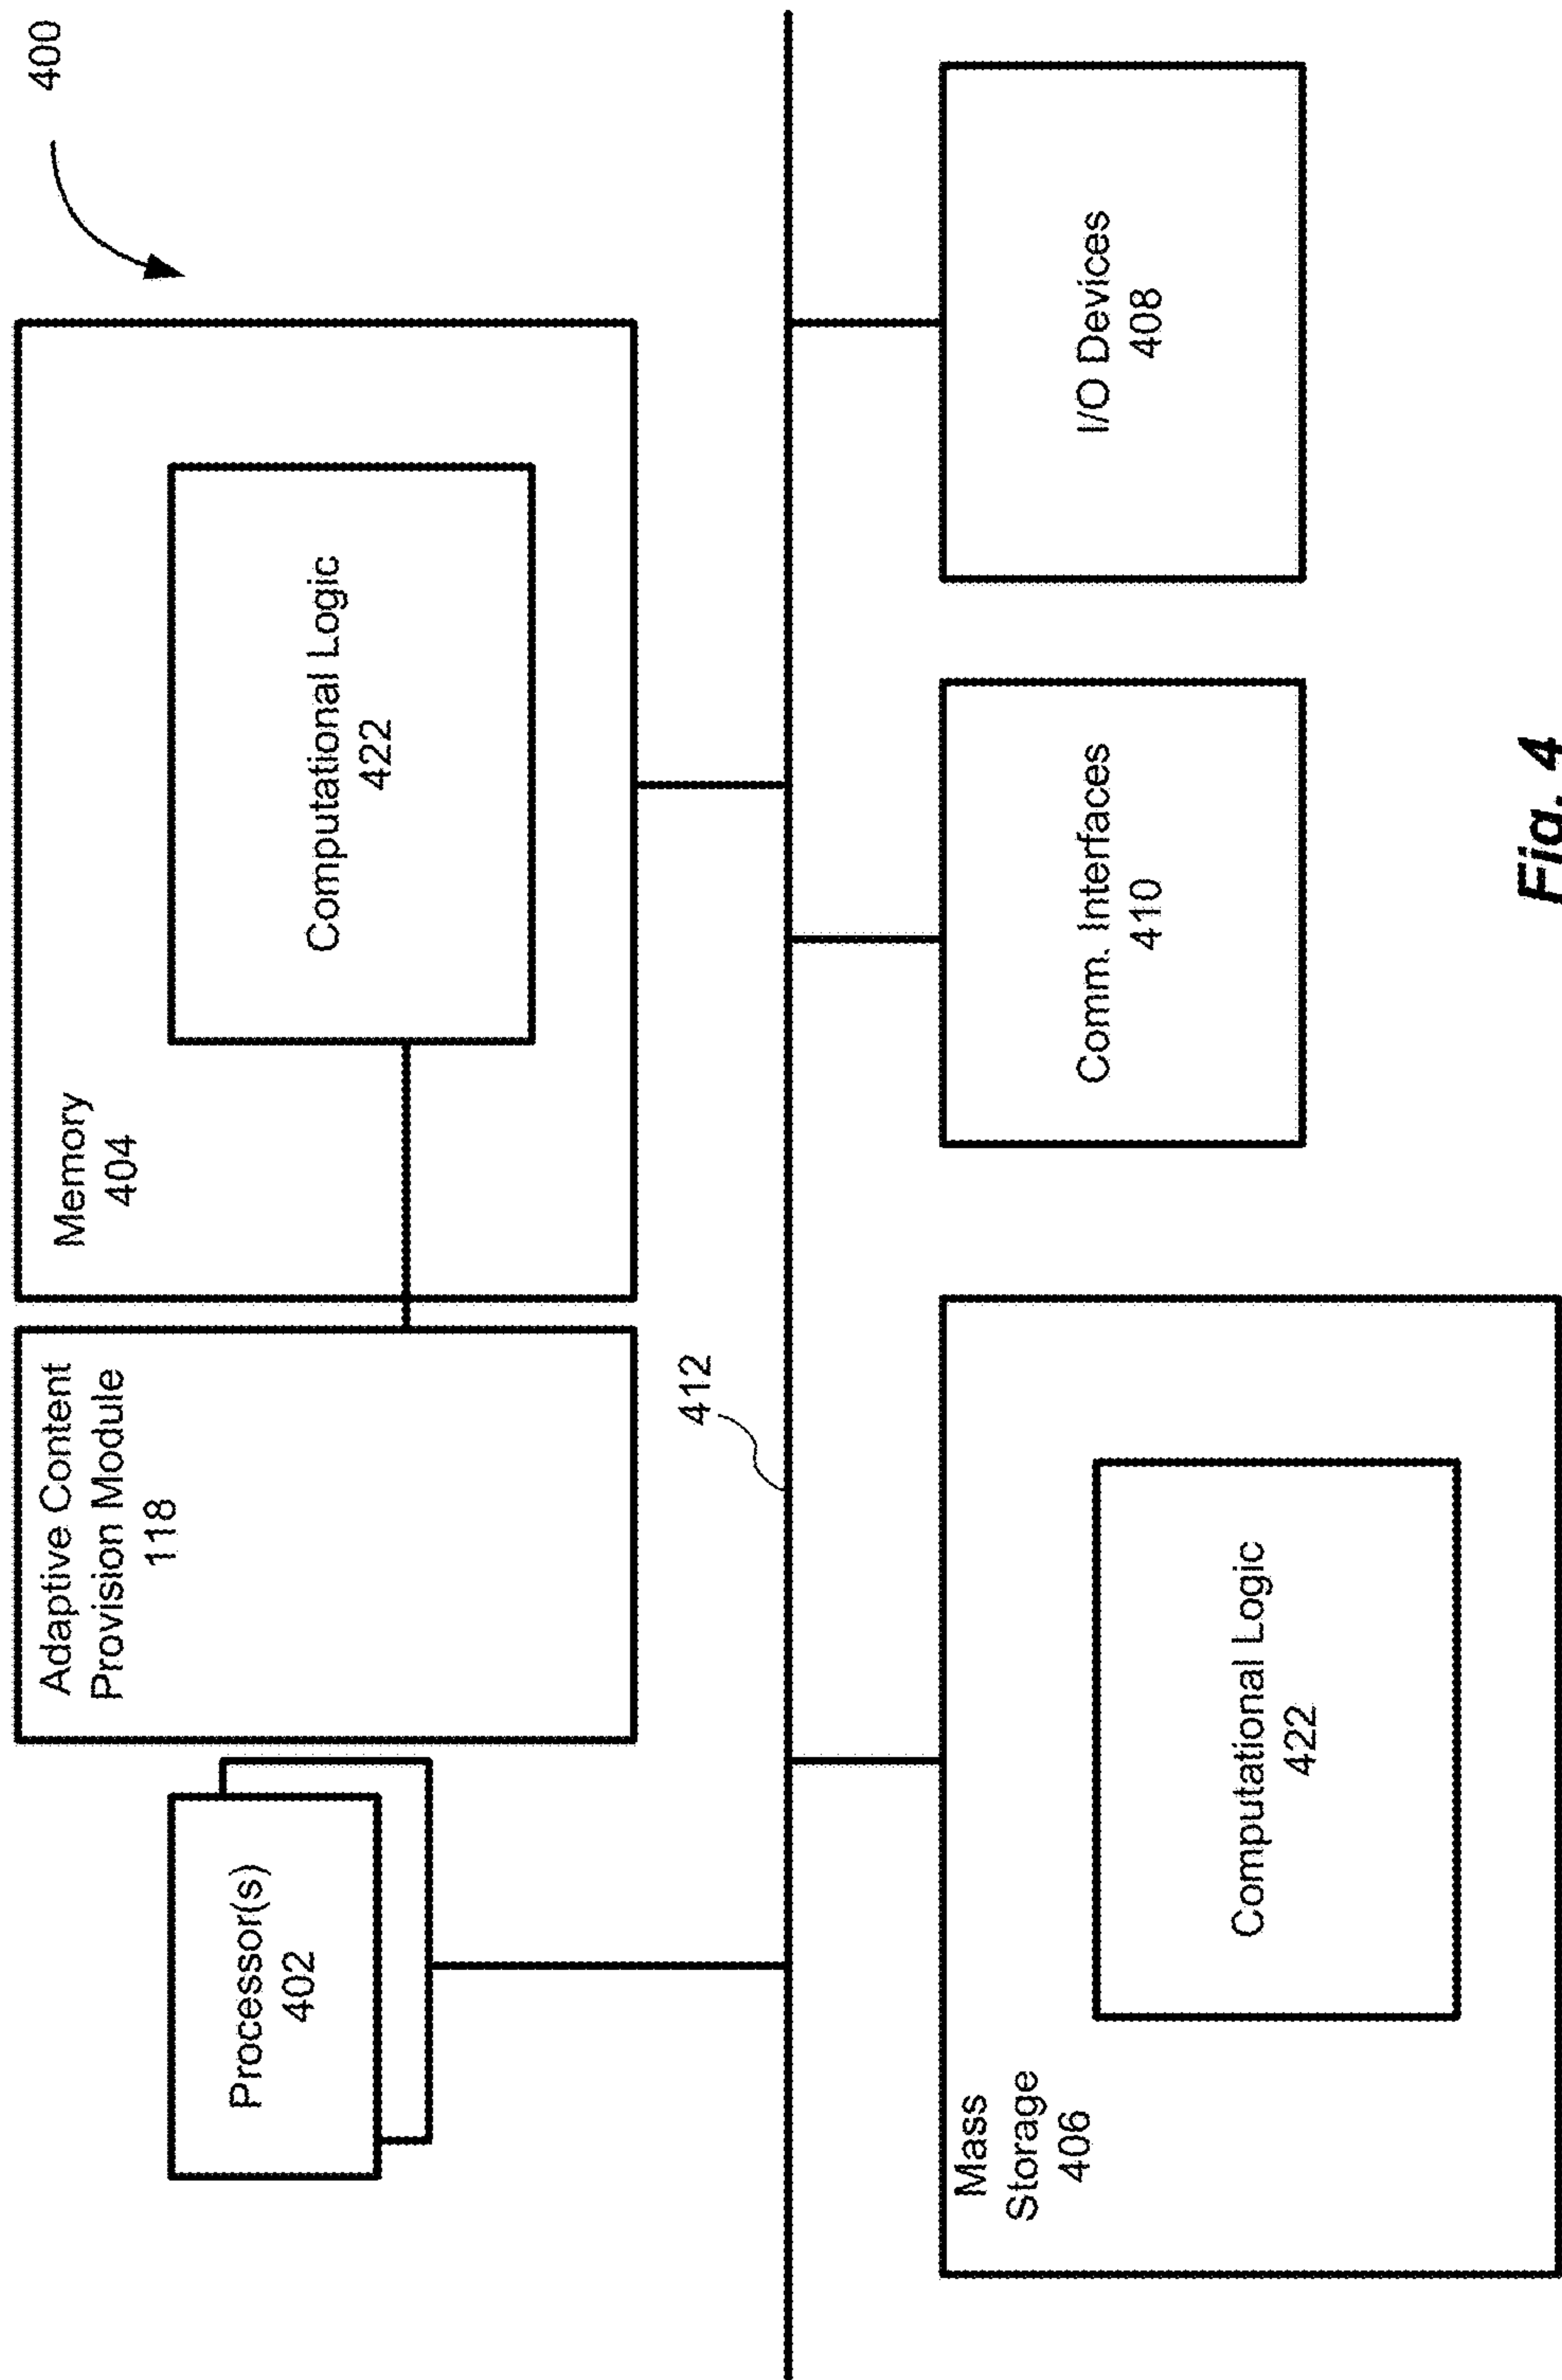 400
Processor(s)
402
Adaptive Content
Provision Module
118
Memory
404
Computational Logic
422
412
Mass
Storage
406
Computational Logic
422
Comm. Interfaces
410
I/O Devices
408
Fig. 4